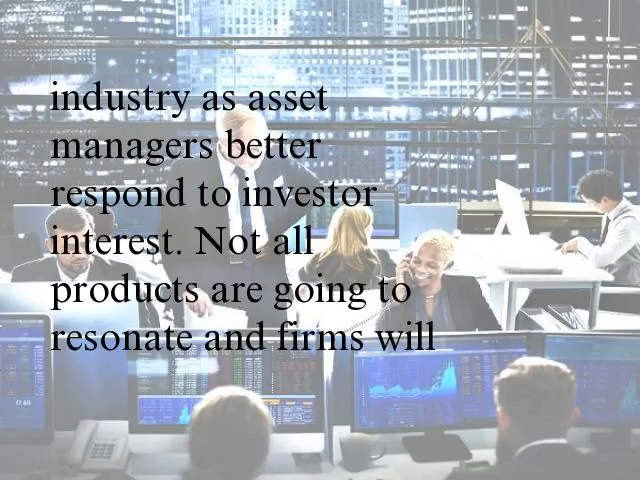 industry as asset
managers better
respond to investor
interest. Not all
products are going to
resonate and firms will